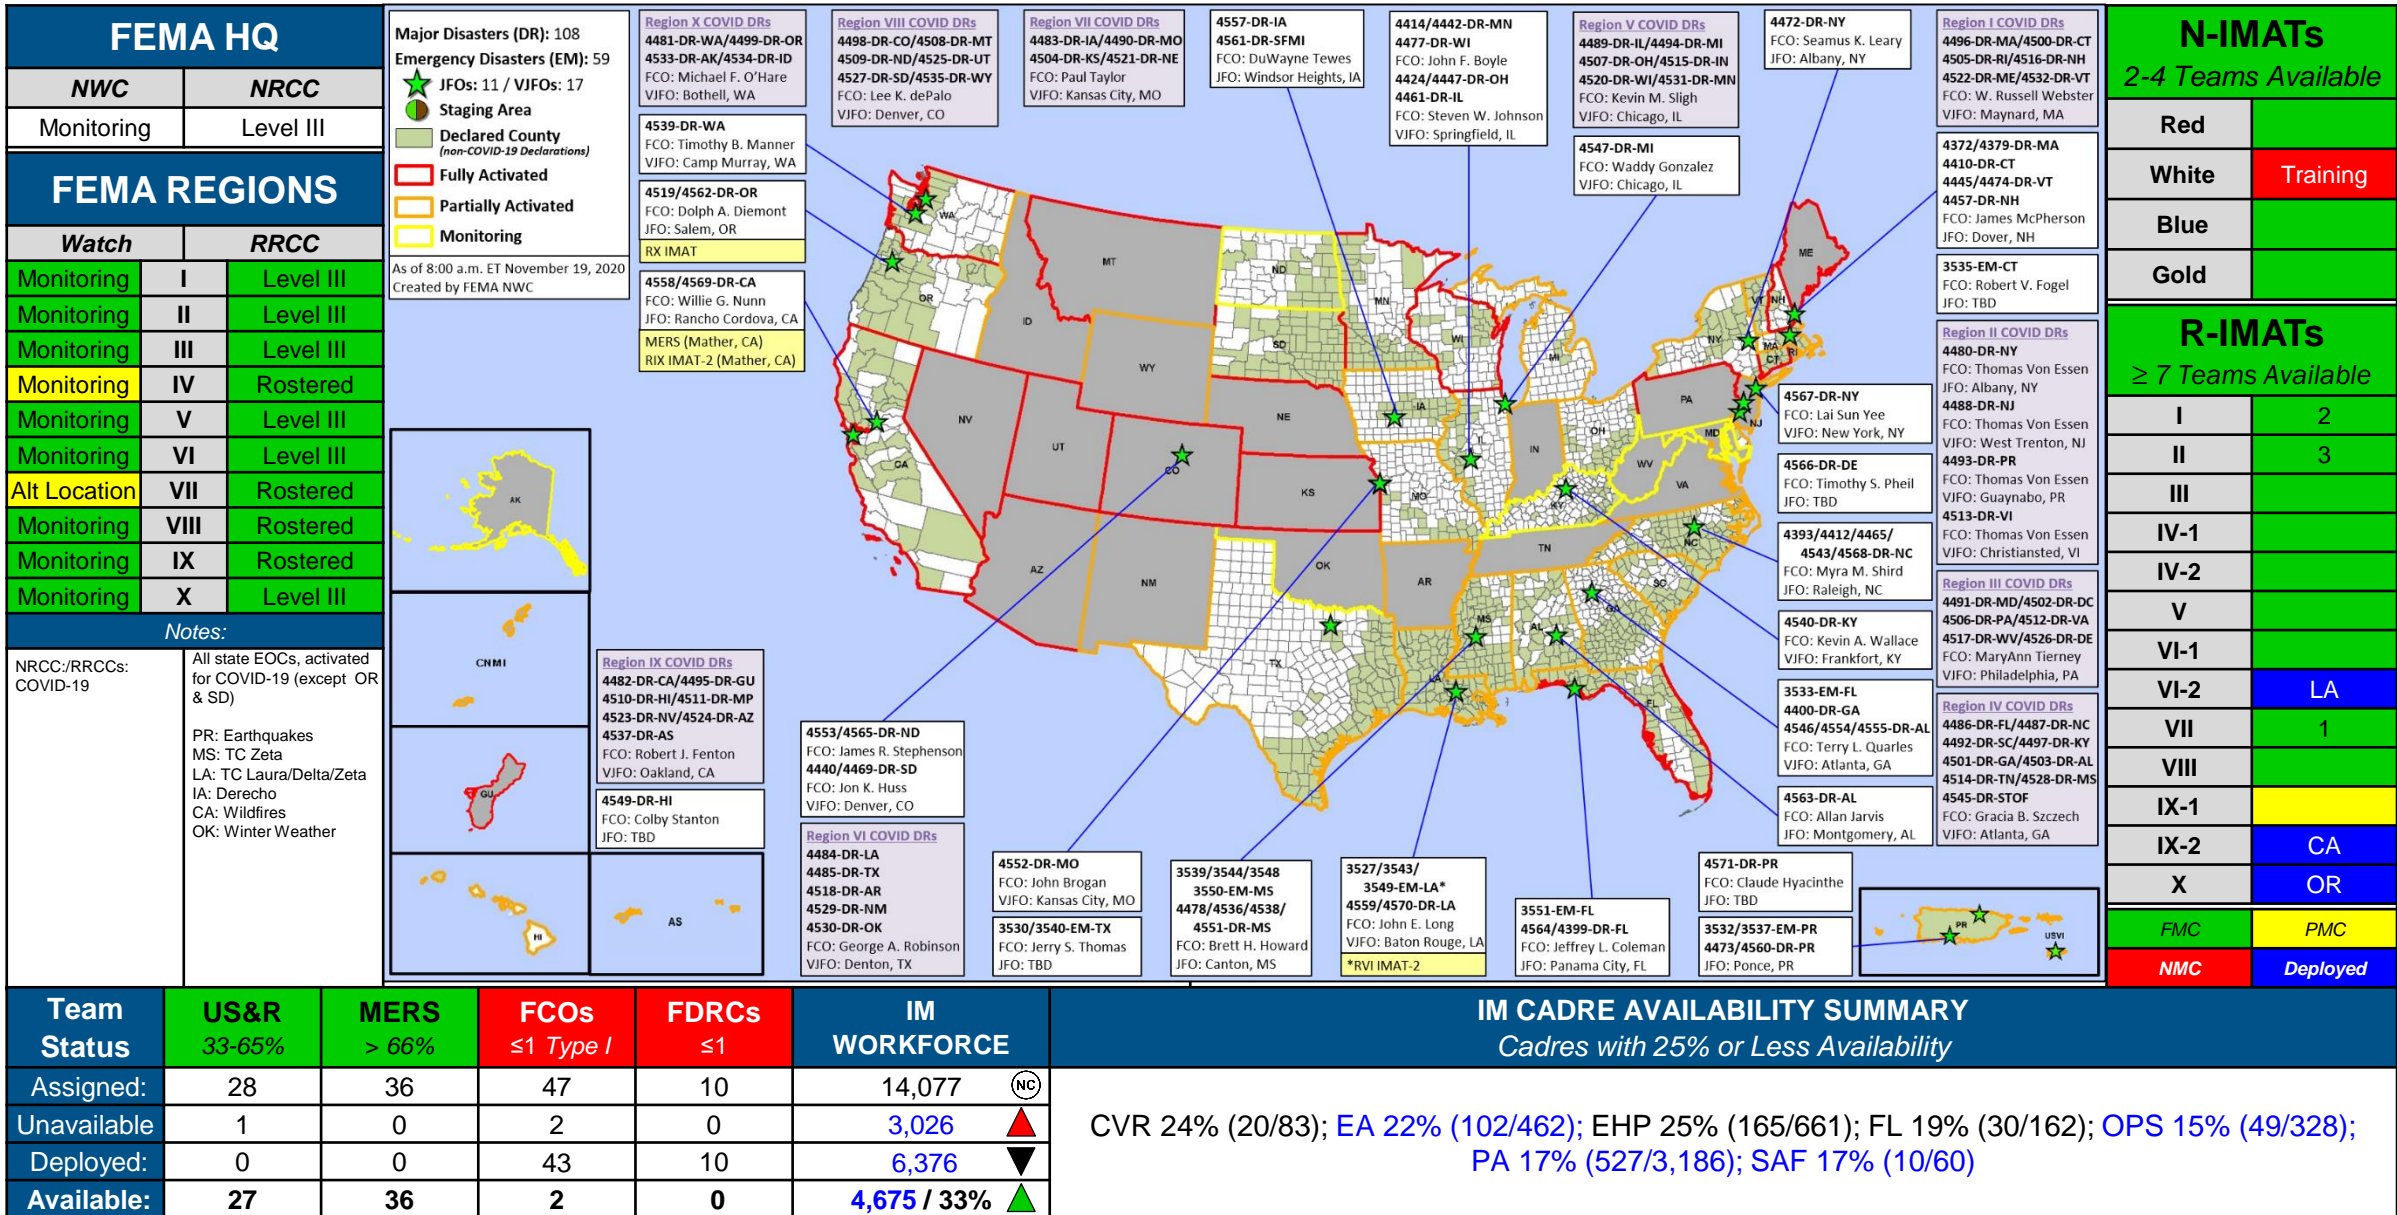 FEMA HQ
NWC NRCC
Monitoring Level III
FEMA REGIONS
Watch RRCC
Monitoring I Level III
Monitoring II Level III
Monitoring III Level III
Monitoring IV Rostered
Monitoring V Level III
Monitoring VI Level III
Alt Location VII Rostered
Monitoring VIII Rostered
Monitoring IX Rostered
Monitoring X Level III
Notes:
NRCC:/RRCCs:
COVID-19
All state EOCs, activated
for COVID-19 (except OR
& SD)
PR: Earthquakes
MS: TC Zeta
LA: TC Laura/Delta/Zeta
IA: Derecho
CA: Wildfires
OK: Winter Weather
Major Disasters (DR): 108
Emergency Disasters (EM): 59
JFOs: 11 / VJFOs: 17
Staging Area
Declared County
(non-COVID-19 Declarations)
Fully Activated
Partially Activated
Monitoring
As of 8:00 a.m. ET November 19, 2020
Created by FEMA NWC
Region X COVID DRs
4481-DR-WA/4499-DR-OR
4533-DR-AK/4534-DR-ID
FCO: Michael F. O'Hare
VJFO: Bothell, WA
4539-DR-WA
FCO: Timothy B. Manner
VJFO: Camp Murray, WA
4519/4562-DR-OR
FCO: Dolph A. Diemont
JFO: Salem, OR
RX IMAT
4558/4569-DR-CA
FCO: Willie G. Nunn
JFO: Rancho Cordova, CA
MERS (Mather, CA)
RIX IMAT-2 (Mather, CA)
Region VIII COVID DRs
4498-DR-CO/4508-DR-MT
4509-DR-ND/4525-DR-UT
4527-DR-SD/4535-DR-WY
FCO: Lee K. dePalo
VJFO: Denver, CO
Region VII COVID DRs
4483-DR-IA/4490-DR-MO
4504-DR-KS/4521-DR-NE
FCO: Paul Taylor
VJFO: Kansas City, MO
4557-DR-IA
4561-DR-SFMI
FCO: DuWayne Tewes
JFO: Windsor Heights, IA
4414/4442-DR-MN
4477-DR-WI
FCO: John F. Boyle
4424/4447-DR-OH
4461-DR-IL
FCO: Steven W. Johnson
VJFO: Springfield, IL
Region V COVID DRs
4489-DR-IL/4494-DR-MI
4507-DR-OH/4515-DR-IN
4520-DR-WI/4531-DR-MN
FCO: Kevin M. Sligh
VJFO: Chicago, IL
4547-DR-MI
FCO: Waddy Gonzalez
VJFO: Chicago, IL
4472-DR-NY
FCO: Seamus K. Leary
JFO: Albany, NY
Region I COVID DRs
4496-DR-MA/4500-DR-CT
4505-DR-RI/4516-DR-NH
4522-DR-ME/4532-DR-VT
FCO: W. Russell Webster
VJFO: Maynard, MA
4372/4379-DR-MA
4410-DR-CT
4445/4474-DR-VT
4457-DR-NH
FCO: James McPherson
JFO: Dover, NH
3535-EM-CT
FCO: Robert V. Fogel
JFO: TBD
Region II COVID DRs
4480-DR-NY
FCO: Thomas Von Essen
JFO: Albany, NY
4488-DR-NJ
FCO: Thomas Von Essen
VJFO: West Trenton, NJ
4493-DR-PR
FCO: Thomas Von Essen
VJFO: Guaynabo, PR
4513-DR-VI
FCO: Thomas Von Essen
VJFO: Christiansted, VI
Region III COVID DRs
4491-DR-MD/4502-DR-DC
4506-DR-PA/4512-DR-VA
4517-DR-WV/4526-DR-DE
FCO: MaryAnn Tierney
VJFO: Philadelphia, PA
Region IV COVID DRs
4486-DR-FL/4487-DR-NC
4492-DR-SC/4497-DR-KY
4501-DR-GA/4503-DR-AL
4514-DR-TN/4528-DR-MS
4545-DR-STOF
FCO: Gracia B. Szczech
VJFO: Atlanta, GA
4567-DR-NY
FCO: Lai Sun Yee
VJFO: New York, NY
4566-DR-DE
FCO: Timothy S. Pheil
JFO: TBD
4393/4412/4465/
4543/4568-DR-NC
FCO: Myra M. Shird
JFO: Raleigh, NC
4540-DR-KY
FCO: Kevin A. Wallace
VJFO: Frankfort, KY
3533-EM-FL
4400-DR-GA
4546/4554/4555-DR-AL
FCO: Terry L. Quarles
VJFO: Atlanta, GA
4563-DR-AL
FCO: Allan Jarvis
JFO: Montgomery, AL
4571-DR-PR
FCO: Claude Hyacinthe
JFO: TBD
3532/3537-EM-PR
4473/4560-DR-PR
JFO: Ponce, PR
3551-EM-FL
4564/4399-DR-FL
FCO: Jeffrey L. Coleman
JFO: Panama City, FL
3527/3543/
3549-EM-LA*
4559/4570-DR-LA
FCO: John E. Long
VJFO: Baton Rouge, LA
*RVI IMAT-2
3539/3544/3548
3550-EM-MS
4478/4536/4538/
4551-DR-MS
FCO: Brett H. Howard
JFO: Canton, MS
4552-DR-MO
FCO: John Brogan
VJFO: Kansas City, MO
3530/3540-EM-TX
FCO: Jerry S. Thomas
JFO: TBD
4553/4565-DR-ND
FCO: James R. Stephenson
4440/4469-DR-SD
FCO: Jon K. Huss
VJFO: Denver, CO
Region VI COVID DRs
4484-DR-LA
4485-DR-TX
4518-DR-AR
4529-DR-NM
4530-DR-OK
FCO: George A. Robinson
VJFO: Denton, TX
Region IX COVID DRs
4482-DR-CA/4495-DR-GU
4510-DR-HI/4511-DR-MP
4523-DR-NV/4524-DR-AZ
4537-DR-AS
FCO: Robert J. Fenton
VJFO: Oakland, CA
4549-DR-HI
FCO: Colby Stanton
JFO: TBD
WA
OR
CA
NV
ID
MT
WY
UT
CO
AZ
NM
ND
SD
NE
KS
OK
TX
MN
IA
MO
AR
LA
WI
IL
MI
IN
OH
KY
TN
MS
AL
GA
FL
SC
NC
VA
WV
MD
PA
NJ
NY
CT
RI
MA
VT
NH
ME
AK
CNMI
GU
HI
AS
PR
USVI
N-IMATs
2-4 Teams Available
Red
White Training
Blue
Gold
R-IMATs
≥ 7 Teams Available
I 2
II 3
III
IV-1
IV-2
V
VI-1
VI-2 LA
VII 1
VIII
IX-1
IX-2 CA
X OR
FMC PMC
NMC Deployed
Team Status US&R 33-65% MERS > 66% FCOs ≤1 Type I FDRCs ≤1 IM WORKFORCE
Assigned: 28 36 47 10 14,077 NC
Unavailable 1 0 2 0 3,026
Deployed: 0 0 43 10 6,376
Available: 27 36 2 0 4,675 / 33%
IM CADRE AVAILABILITY SUMMARY
Cadres with 25% or Less Availability
CVR 24% (20/83); EA 22% (102/462); EHP 25% (165/661); FL 19% (30/162); OPS 15% (49/328);
PA 17% (527/3,186); SAF 17% (10/60)